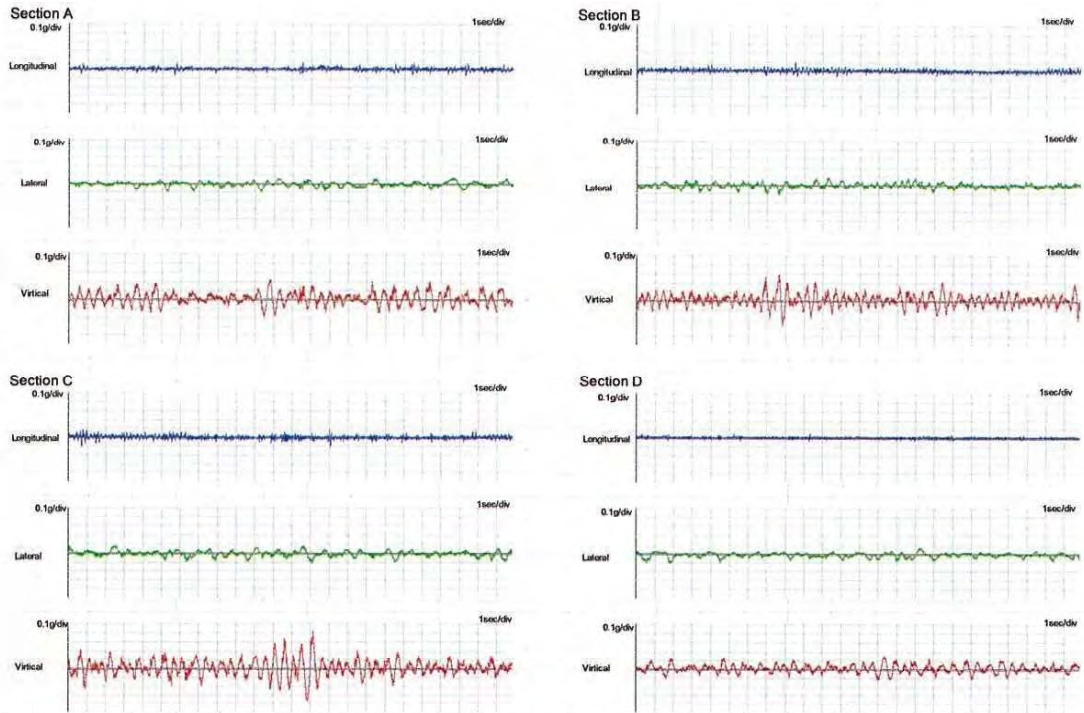 Section A
0.1g/div 1sec/div
Longitudinal
0.1g/div 1sec/div
Lateral
0.1g/div 1sec/div
Virtical
Section B
0.1g/div 1sec/div
Longitudinal
0.1g/div 1sec/div
Lateral
0.1g/div 1sec/div
Virtical
Section C
0.1g/div 1sec/div
Longitudinal
0.1g/div 1sec/div
Lateral
0.1g/div 1sec/div
Virtical
Section D
0.1g/div 1sec/div
Longitudinal
0.1g/div 1sec/div
Lateral
0.1g/div 1sec/div
Virtical